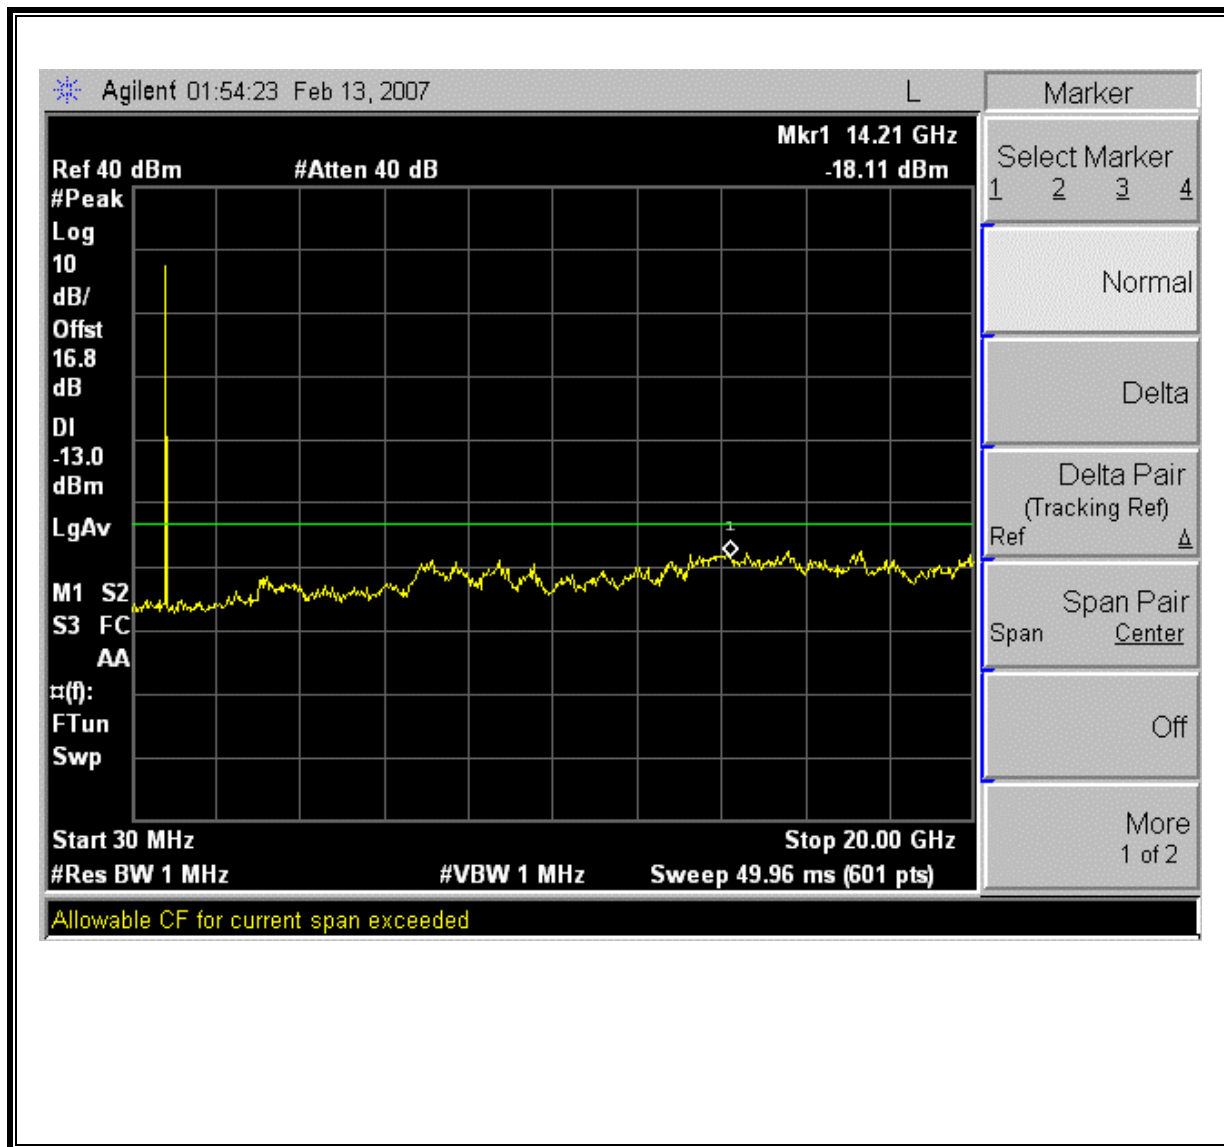 Agilent 01:54:23 Feb 13, 2007 L
Mkr1 14.21 GHz
Ref 40 dBm #Atten 40 dB -18.11 dBm
#Peak
Log
10
dB/
Offst
16.8
dB
DI
-13.0
dBm
LgAv
1
M1 S2
S3 FC
AA
¤(f):
FTun
Swp
Start 30 MHz Stop 20.00 GHz
#Res BW 1 MHz #VBW 1 MHz Sweep 49.96 ms (601 pts)
Allowable CF for current span exceeded
Marker
Select Marker
1 2 3 4
Normal
Delta
Delta Pair
(Tracking Ref)
Ref Δ
Span Pair
Span Center
Off
More
1 of 2